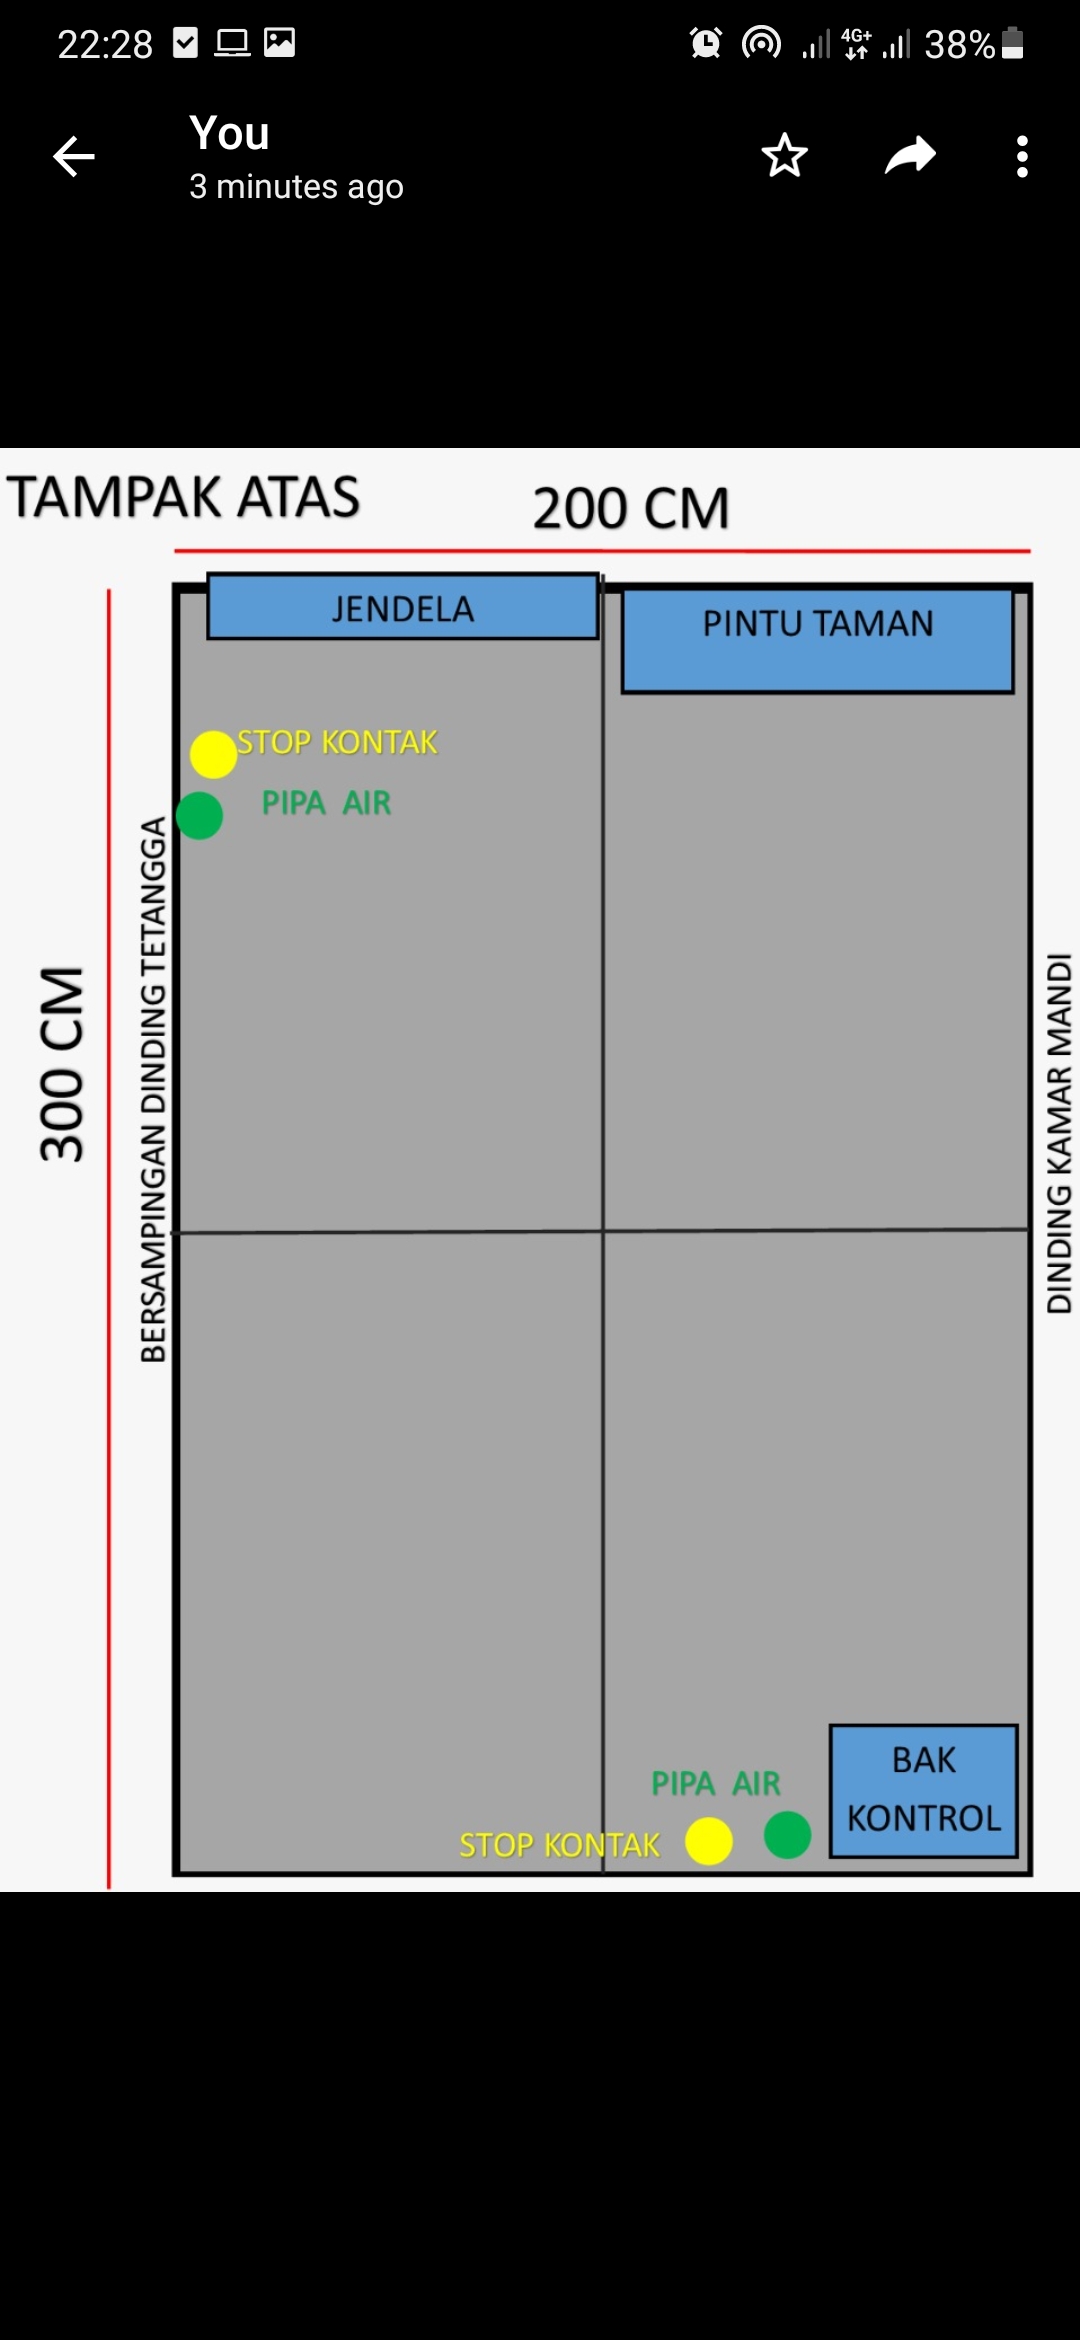 22:28
4G+
38%
You
3 minutes ago
TAMPAK ATAS
200 CM
JENDELA
PINTU TAMAN
STOP KONTAK
PIPA AIR
BERSAMPINGAN DINDING TETANGGA
300 CM
DINDING KAMAR MANDI
BAK
KONTROL
PIPA AIR
STOP KONTAK